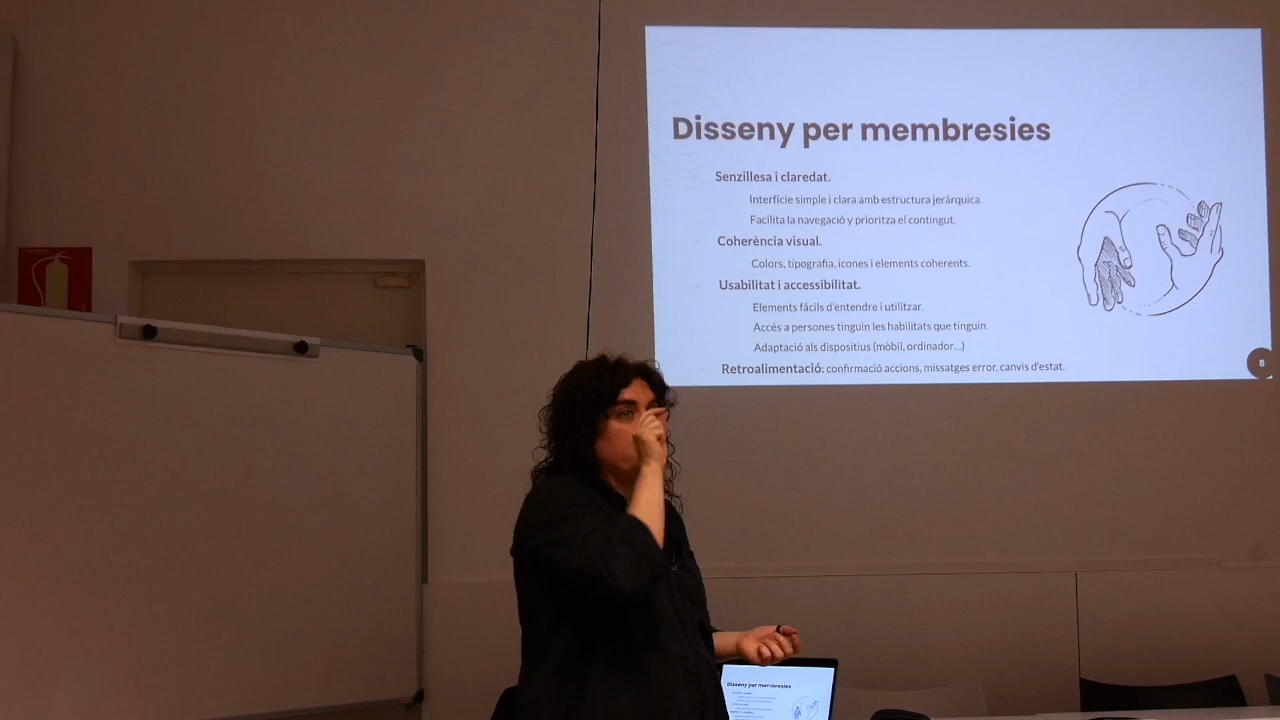 Disseny per membresies
Senzillesa i claredat.
Interfície simple i clara amb estructura jeràrquica.
Facilita la navegació y prioritza el contingut.
Coherència visual.
Colors, tipografia, icones i elements coherents.
Usabilitat i accessibilitat.
Elements fàcils d'entendre i utilitzar.
Accés a persones tinguin les habilitats que tinguin.
Adaptació als dispositius (mòbil, ordinador...)
Retroalimentació: confirmació accions, missatges error, canvis d'estat.
8
Disseny per membresies